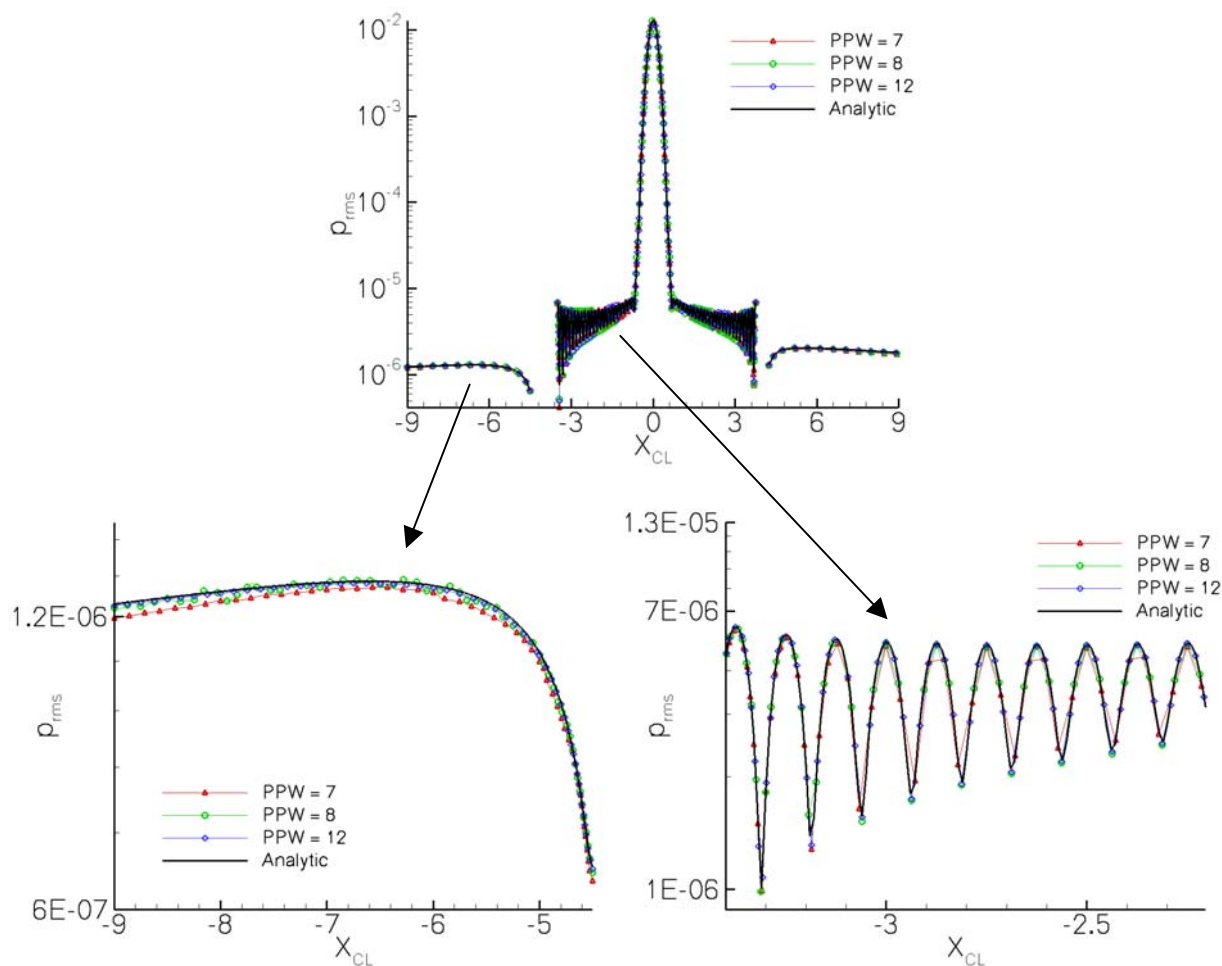 PPW = 7
PPW = 8
PPW = 12
Analytic
10⁻²
10⁻³
10⁻⁴
10⁻⁵
10⁻⁶
p_rms
-9 -6 -3 0 3 6 9
X_CL
1.2E-06
6E-07
p_rms
PPW = 7
PPW = 8
PPW = 12
Analytic
-9 -8 -7 -6 -5
X_CL
1.3E-05
7E-06
1E-06
p_rms
PPW = 7
PPW = 8
PPW = 12
Analytic
-3 -2.5
X_CL